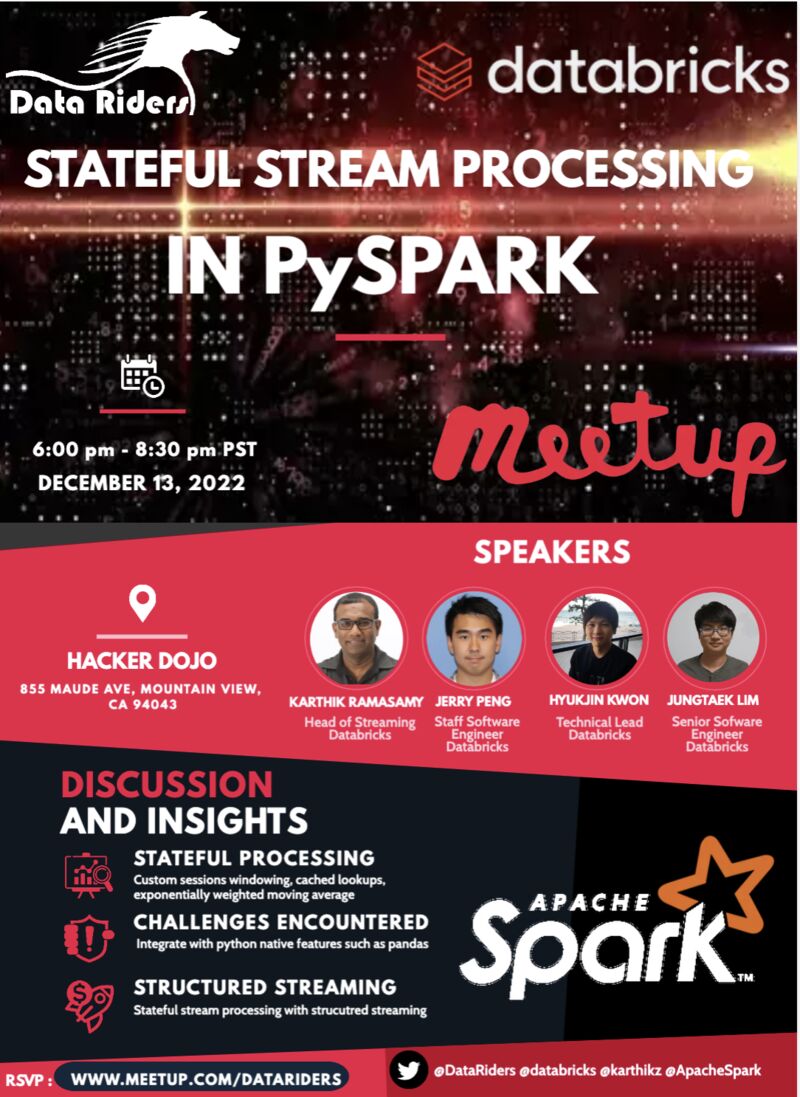 Data Riders
databricks
STATEFUL STREAM PROCESSING
IN PySPARK
6:00 pm - 8:30 pm PST
DECEMBER 13, 2022
meetup
SPEAKERS
HACKER DOJO
855 MAUDE AVE, MOUNTAIN VIEW,
CA 94043
KARTHIK RAMASAMY
Head of Streaming
Databricks
JERRY PENG
Staff Software
Engineer
Databricks
HYUKJIN KWON
Technical Lead
Databricks
JUNGTAEK LIM
Senior Sofware
Engineer
Databricks
DISCUSSION
AND INSIGHTS
STATEFUL PROCESSING
Custom sessions windowing, cached lookups,
exponentially weighted moving average
CHALLENGES ENCOUNTERED
Integrate with python native features such as pandas
STRUCTURED STREAMING
Stateful stream processing with strucutred streaming
APACHE
Spark
TM
RSVP : WWW.MEETUP.COM/DATARIDERS
@DataRiders @databricks @karthikz @ApacheSpark